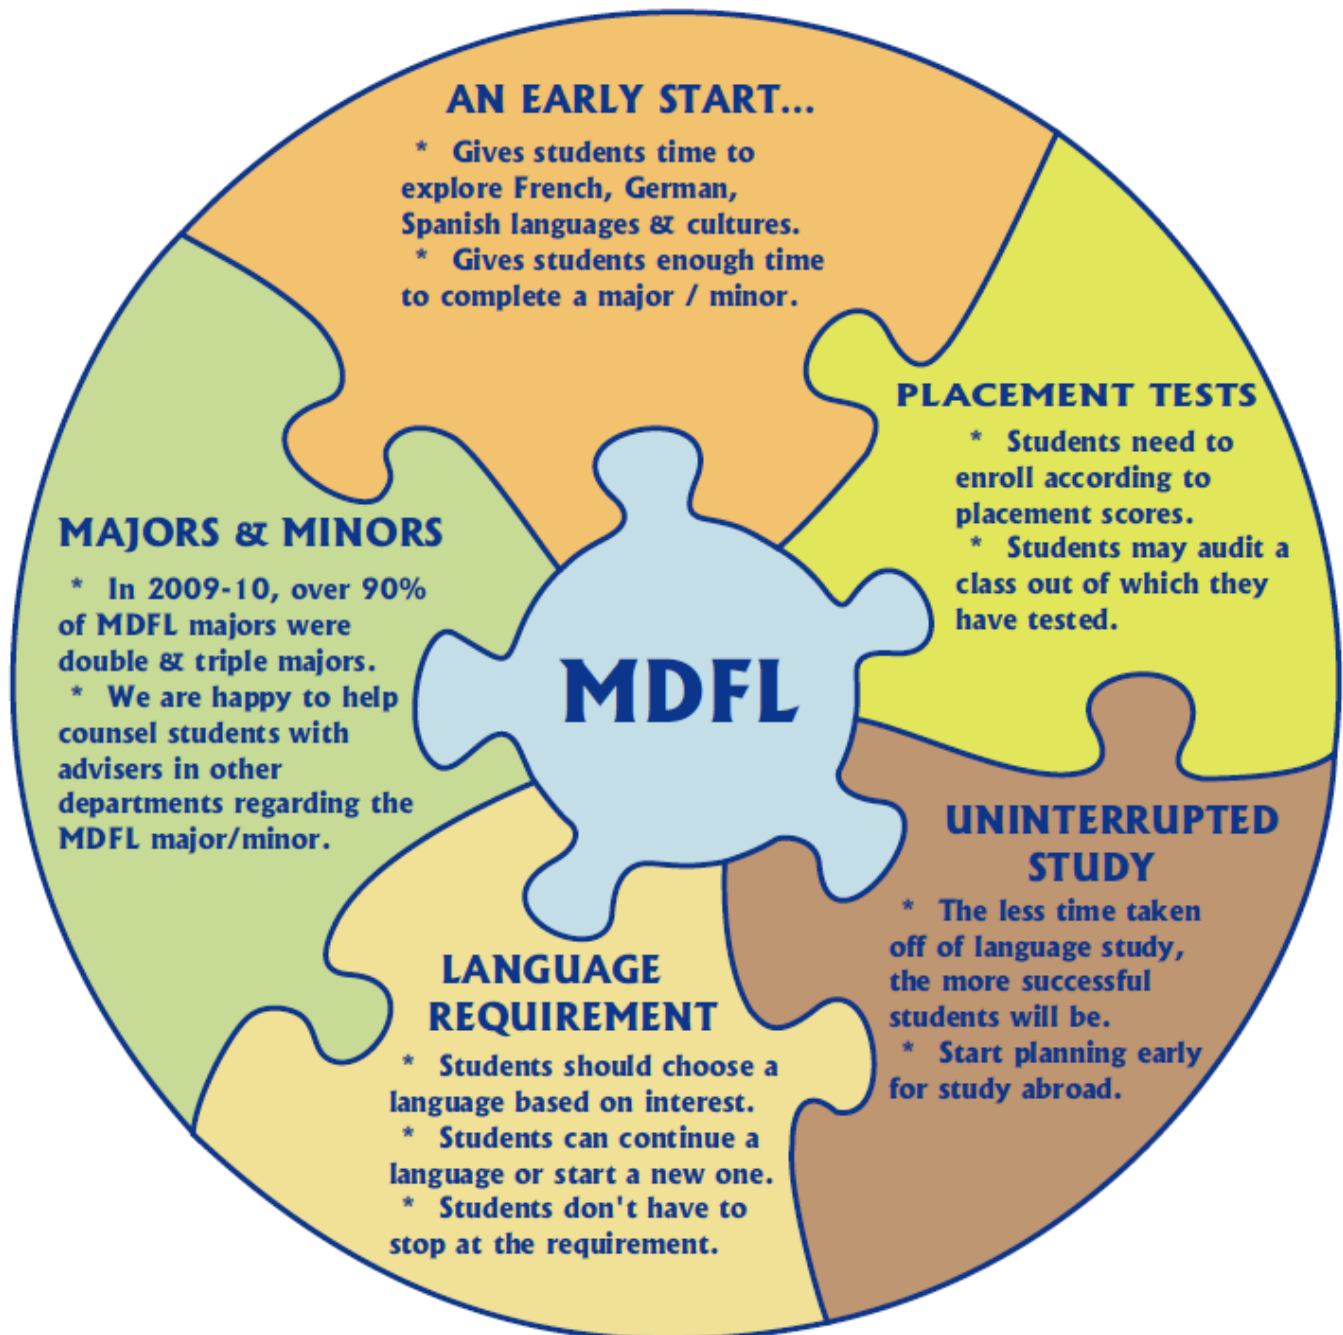 AN EARLY START...
* Gives students time to
explore French, German,
Spanish languages & cultures.
* Gives students enough time
to complete a major / minor.
PLACEMENT TESTS
* Students need to
enroll according to
placement scores.
* Students may audit a
class out of which they
have tested.
MAJORS & MINORS
* In 2009-10, over 90%
of MDFL majors were
double & triple majors.
* We are happy to help
counsel students with
advisers in other
departments regarding the
MDFL major/minor.
MDFL
UNINTERRUPTED
STUDY
* The less time taken
off of language study,
the more successful
students will be.
* Start planning early
for study abroad.
LANGUAGE
REQUIREMENT
* Students should choose a
language based on interest.
* Students can continue a
language or start a new one.
* Students don't have to
stop at the requirement.